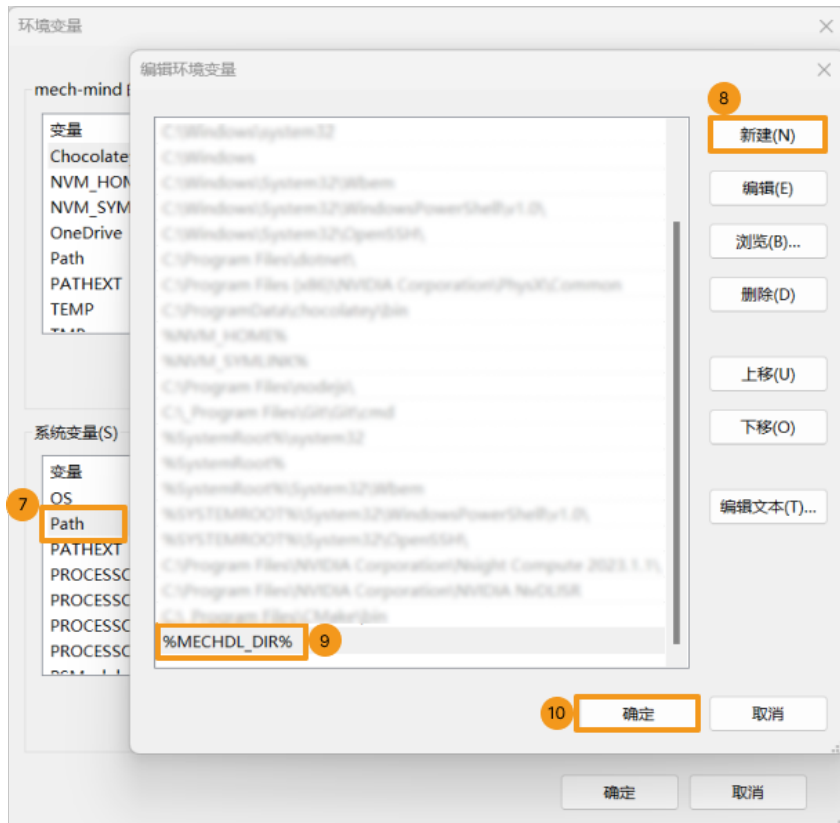 环境变量
编辑环境变量
mech-mind
变量
Chocolate
NVM_HOM
NVM_SYM
OneDrive
Path
PATHEXT
TEMP
C:\Windows\system32
C:\Windows
C:\Windows\System32\Wbem
C:\Windows\System32\WindowsPowerShell\v1.0\
C:\Windows\System32\OpenSSH\
C:\Program Files\dotnet\
C:\Program Files (x86)\NVIDIA Corporation\PhysX\Common
C:\ProgramData\chocolatey\bin
%NVM_HOME%
%NVM_SYMLINK%
C:\Program Files\nodejs\
C:\_Program Files\Git\Git\cmd
%SystemRoot%\system32
%SystemRoot%
%SystemRoot%\System32\Wbem
%SYSTEMROOT%\System32\WindowsPowerShell\v1.0\
%SYSTEMROOT%\System32\OpenSSH\
C:\Program Files\NVIDIA Corporation\Nsight Compute 2023.1.1\
C:\Program Files\NVIDIA Corporation\NVIDIA NvDLISR
%MECHDL_DIR%
9
8
新建(N)
编辑(E)
浏览(B)...
删除(D)
上移(U)
下移(O)
编辑文本(T)...
系统变量(S)
变量
OS
7
Path
PATHEXT
PROCESSC
PROCESSC
PROCESSC
PROCESSC
10
确定
取消
确定
取消